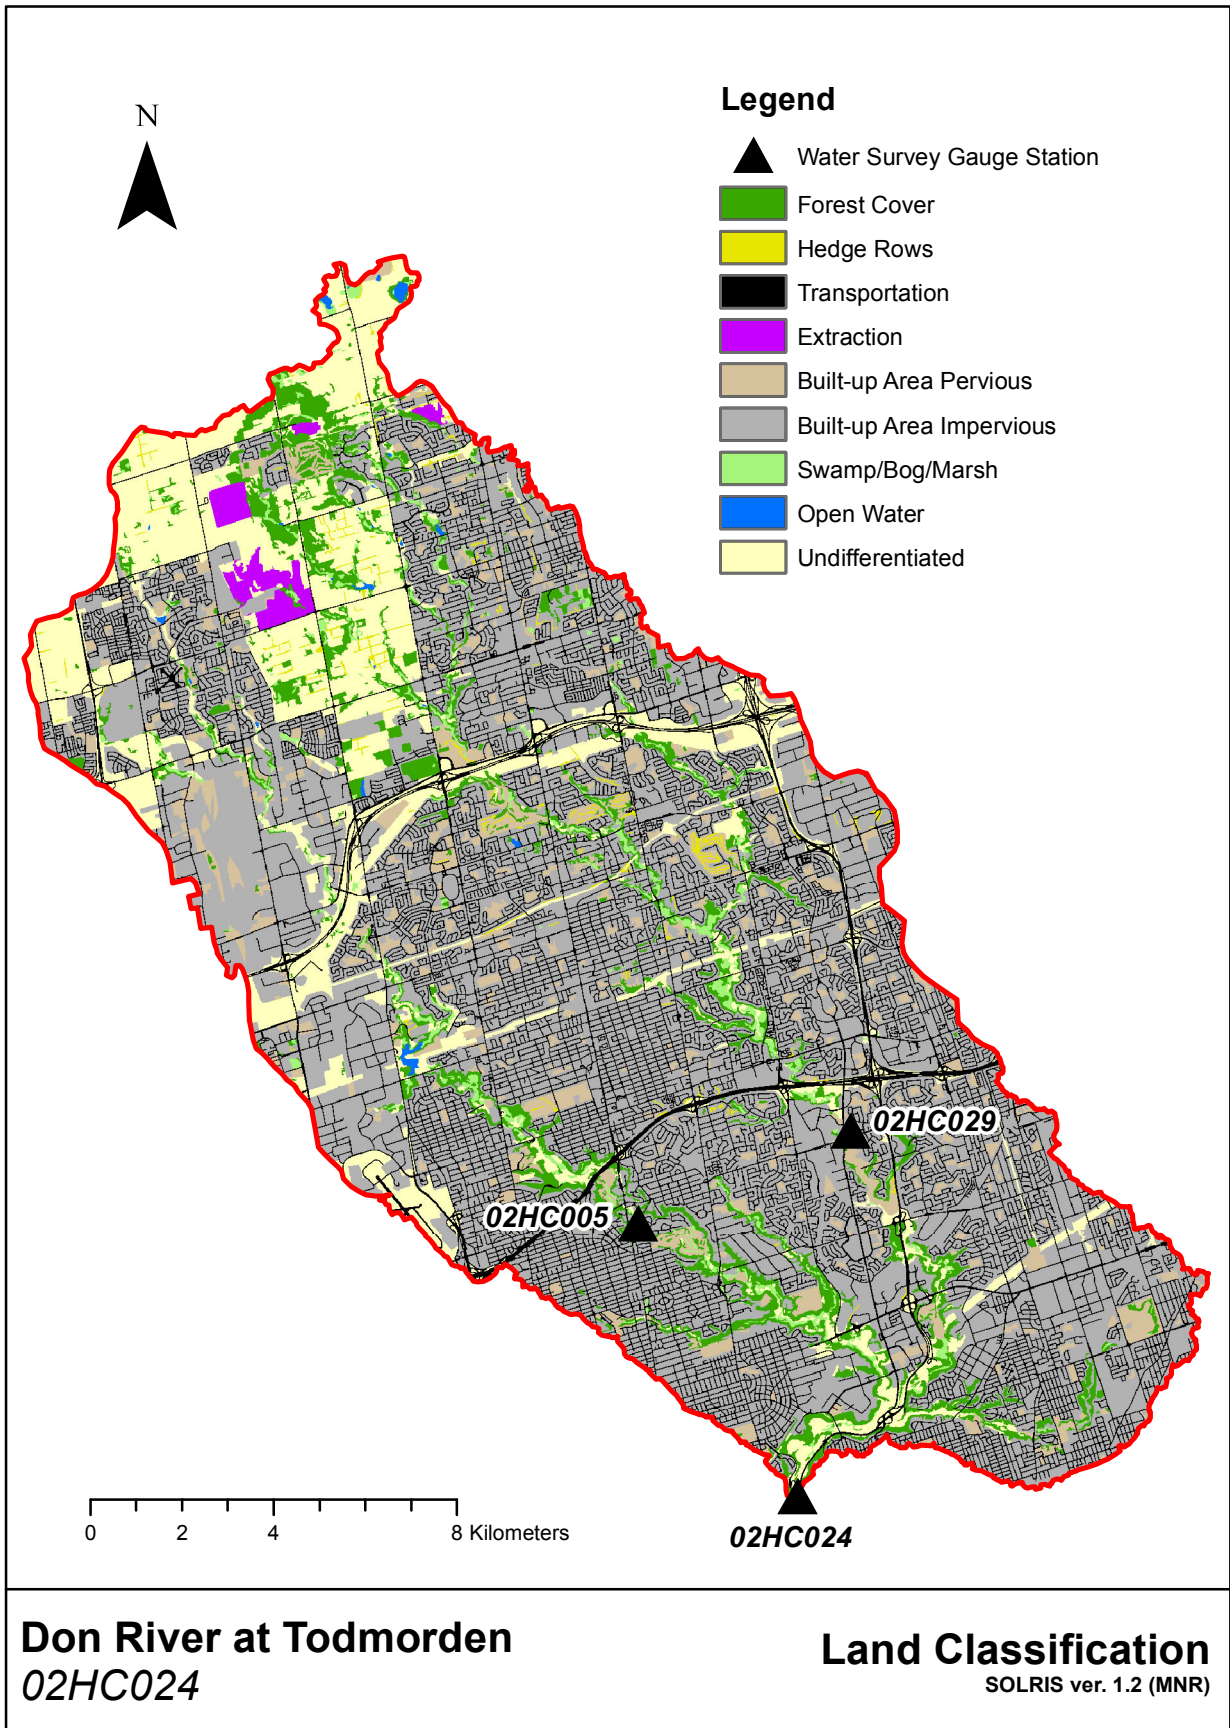 N
Legend
Water Survey Gauge Station
Forest Cover
Hedge Rows
Transportation
Extraction
Built-up Area Pervious
Built-up Area Impervious
Swamp/Bog/Marsh
Open Water
Undifferentiated
02HC029
02HC005
02HC024
0 2 4 8 Kilometers
Don River at Todmorden
02HC024
Land Classification
SOLRIS ver. 1.2 (MNR)